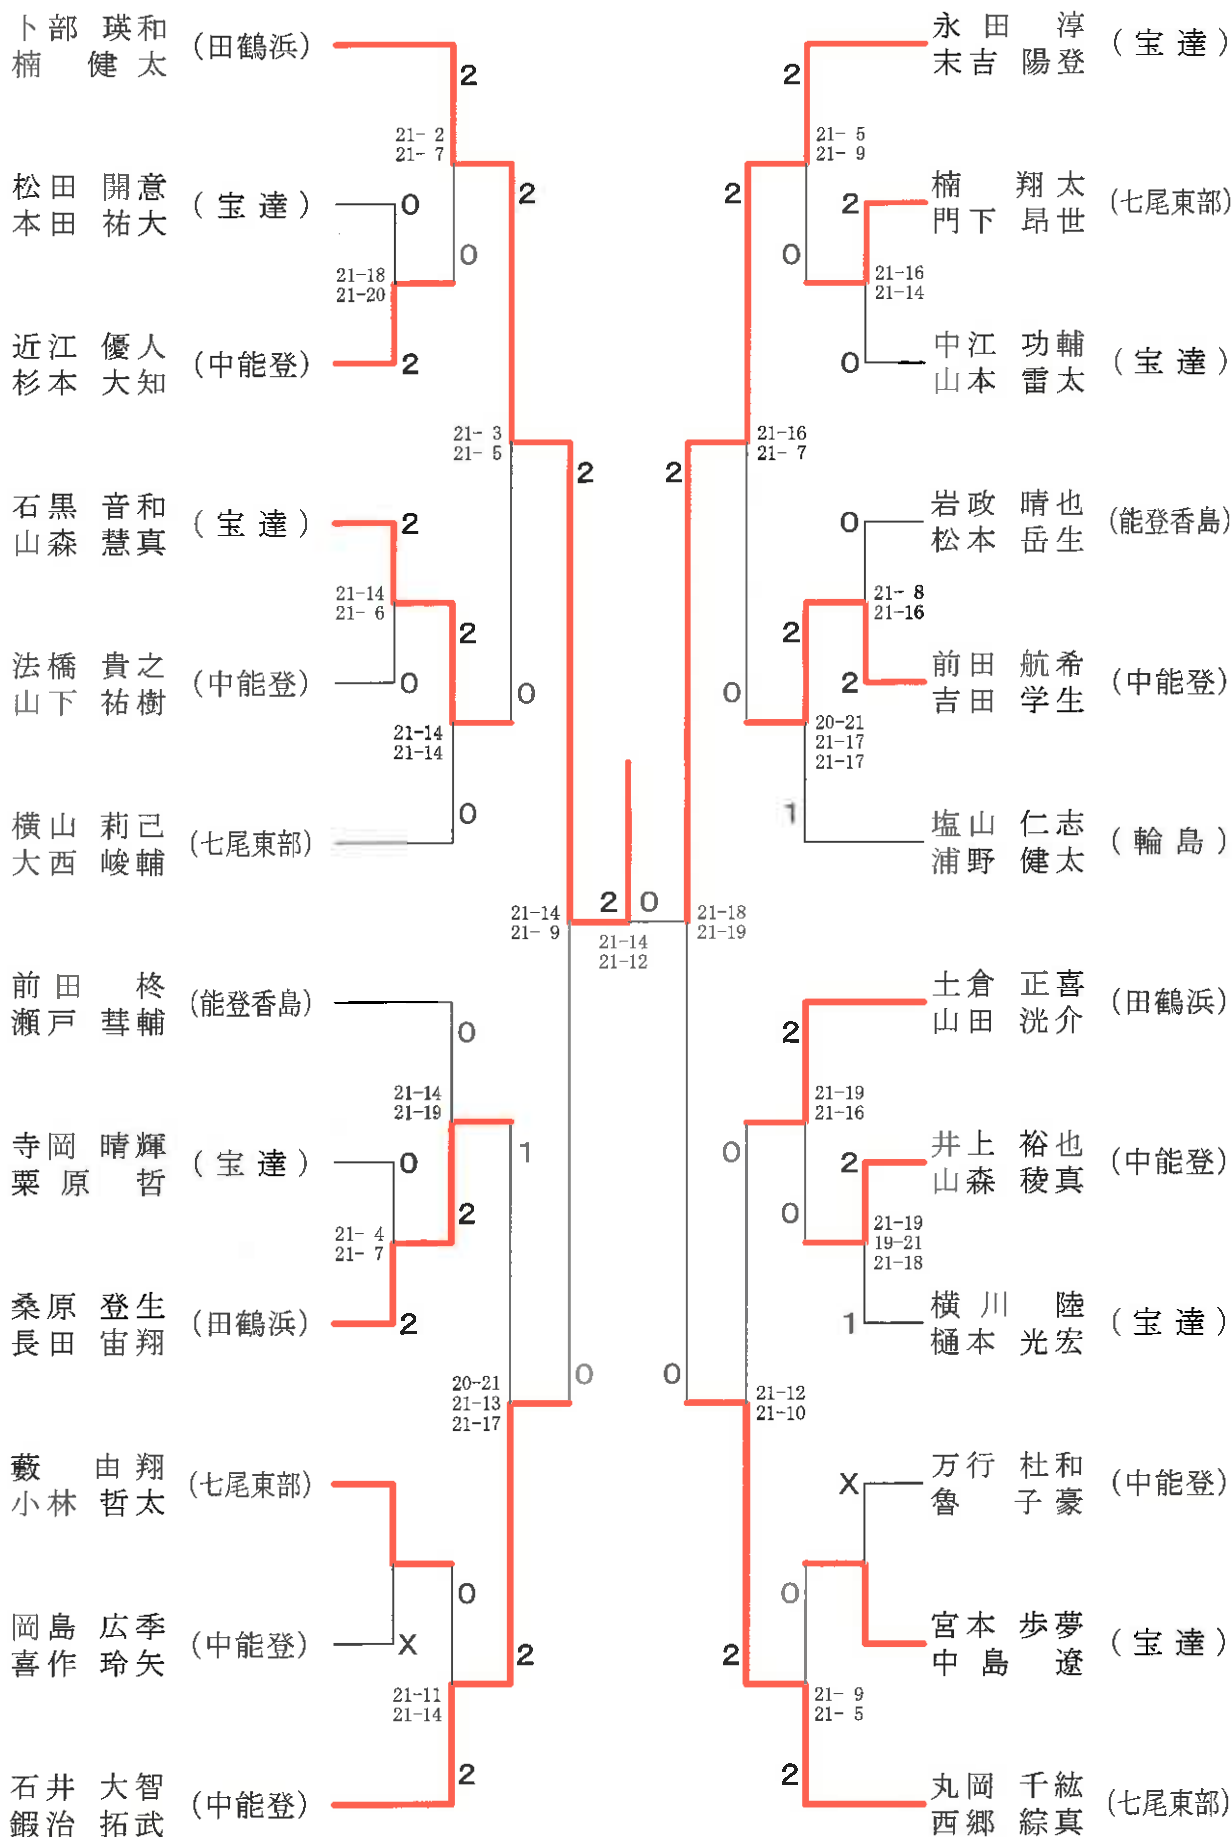 卜部 瑛和
楠 健太
(田鶴浜)
2
21- 2
21- 7
2
松田 開意
本田 祐大
(宝達)
0
0
21-18
21-20
近江 優人
杉本 大知
(中能登)
2
21- 3
21- 5
2
石黒 音和
山森 慧真
(宝達)
2
21-14
21- 6
2
法橋 貴之
山下 祐樹
(中能登)
0
0
21-14
21-14
横山 莉己
大西 峻輔
(七尾東部)
0
21-14
21- 9
2
0
21-14
21-12
前田 柊
瀬戸 彗輔
(能登香島)
0
21-14
21-19
寺岡 晴輝
栗原 哲
(宝達)
0
1
2
21- 4
21- 7
桑原 登生
長田 宙翔
(田鶴浜)
2
0
20-21
21-13
21-17
藪 由翔
小林 哲太
(七尾東部)
0
岡島 広季
喜作 玲矢
(中能登)
X
2
21-11
21-14
石井 大智
鍜治 拓武
(中能登)
2
永田 淳
末吉 陽登
(宝達)
2
21- 5
21- 9
2
楠 翔太
門下 昂世
(七尾東部)
2
0
21-16
21-14
中江 功輔
山本 雷太
(宝達)
0
21-16
21- 7
2
岩政 晴也
松本 岳生
(能登香島)
0
21- 8
21-16
2
前田 航希
吉田 学生
(中能登)
2
0
20-21
21-17
21-17
塩山 仁志
浦野 健太
(輪島)
1
21-18
21-19
土倉 正喜
山田 洸介
(田鶴浜)
2
21-19
21-16
0
井上 裕也
山森 稜真
(中能登)
2
0
21-19
19-21
21-18
横川 陸
樋本 光宏
(宝達)
1
0
21-12
21-10
万行 杜和
魯 子豪
(中能登)
X
0
宮本 歩夢
中島 遼
(宝達)
2
21- 9
21- 5
丸岡 千紘
西郷 綜真
(七尾東部)
2